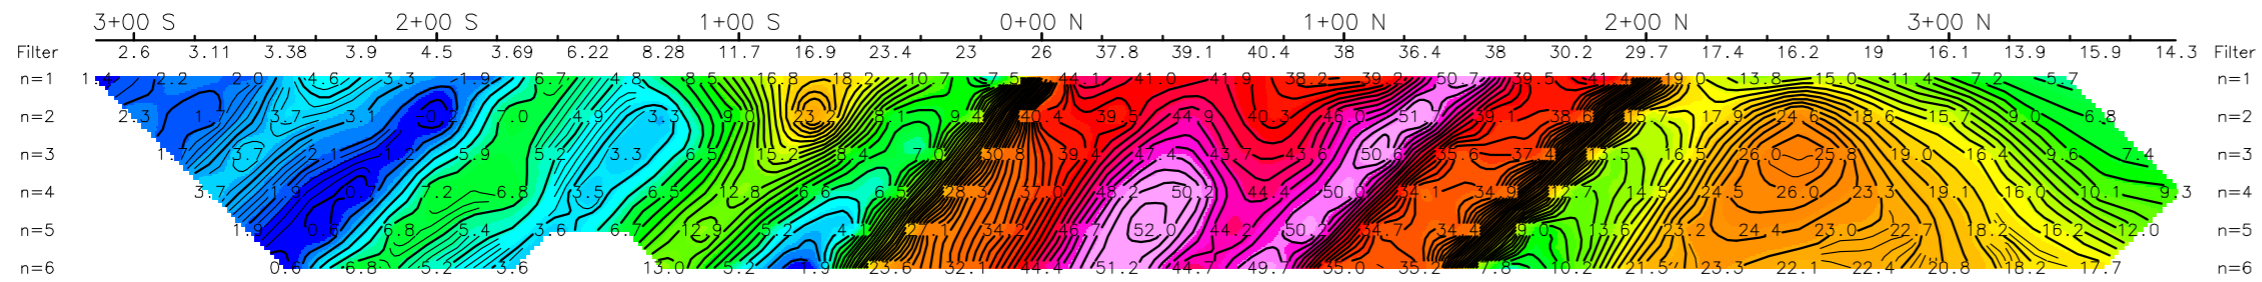 3+00 S 2+00 S 1+00 S 0+00 N 1+00 N 2+00 N 3+00 N
Filter 2.6 3.11 3.38 3.9 4.5 3.69 6.22 8.28 11.7 16.9 23.4 23 26 37.8 39.1 40.4 38 36.4 38 30.2 29.7 17.4 16.2 19 16.1 13.9 15.9 14.3 Filter
n=1 1.4 2.2 2.0 4.6 3.3 1.9 6.7 4.8 8.5 16.8 18.2 10.7 7.5 44.1 41.0 41.9 38.2 39.2 50.7 39.5 41.4 19.0 13.8 15.0 11.4 7.2 5.7 n=1
n=2 2.3 1.7 3.7 3.1 -0.2 7.0 4.9 3.3 9.0 23.2 8.1 9.4 40.4 39.5 44.9 40.3 46.0 51.7 39.1 38.6 15.7 17.9 24.6 18.6 15.7 9.0 6.8 n=2
n=3 1.7 3.7 2.1 1.2 5.9 5.2 3.3 6.5 15.2 8.4 7.0 30.8 39.4 47.4 43.7 43.6 50.6 35.6 37.4 13.5 16.5 26.0 25.8 19.0 16.4 9.6 7.4 n=3
n=4 3.7 1.9 0.7 7.2 6.8 3.5 6.5 12.8 6.6 6.5 28.3 37.0 48.2 50.2 44.4 50.0 34.1 34.9 12.7 14.5 24.5 26.0 23.3 19.1 16.0 10.1 9.3 n=4
n=5 1.9 0.6 6.8 5.4 3.6 6.7 12.9 5.2 4.1 27.1 34.2 46.7 52.0 44.2 50.2 34.7 34.4 9.0 13.6 23.2 24.4 23.0 22.7 18.2 16.2 12.0 n=5
n=6 0.6 6.8 5.2 3.6 13.0 5.2 1.9 23.6 32.1 44.4 51.2 44.7 49.7 35.0 35.2 7.8 10.2 21.5 23.3 22.1 22.4 20.8 18.2 17.7 n=6